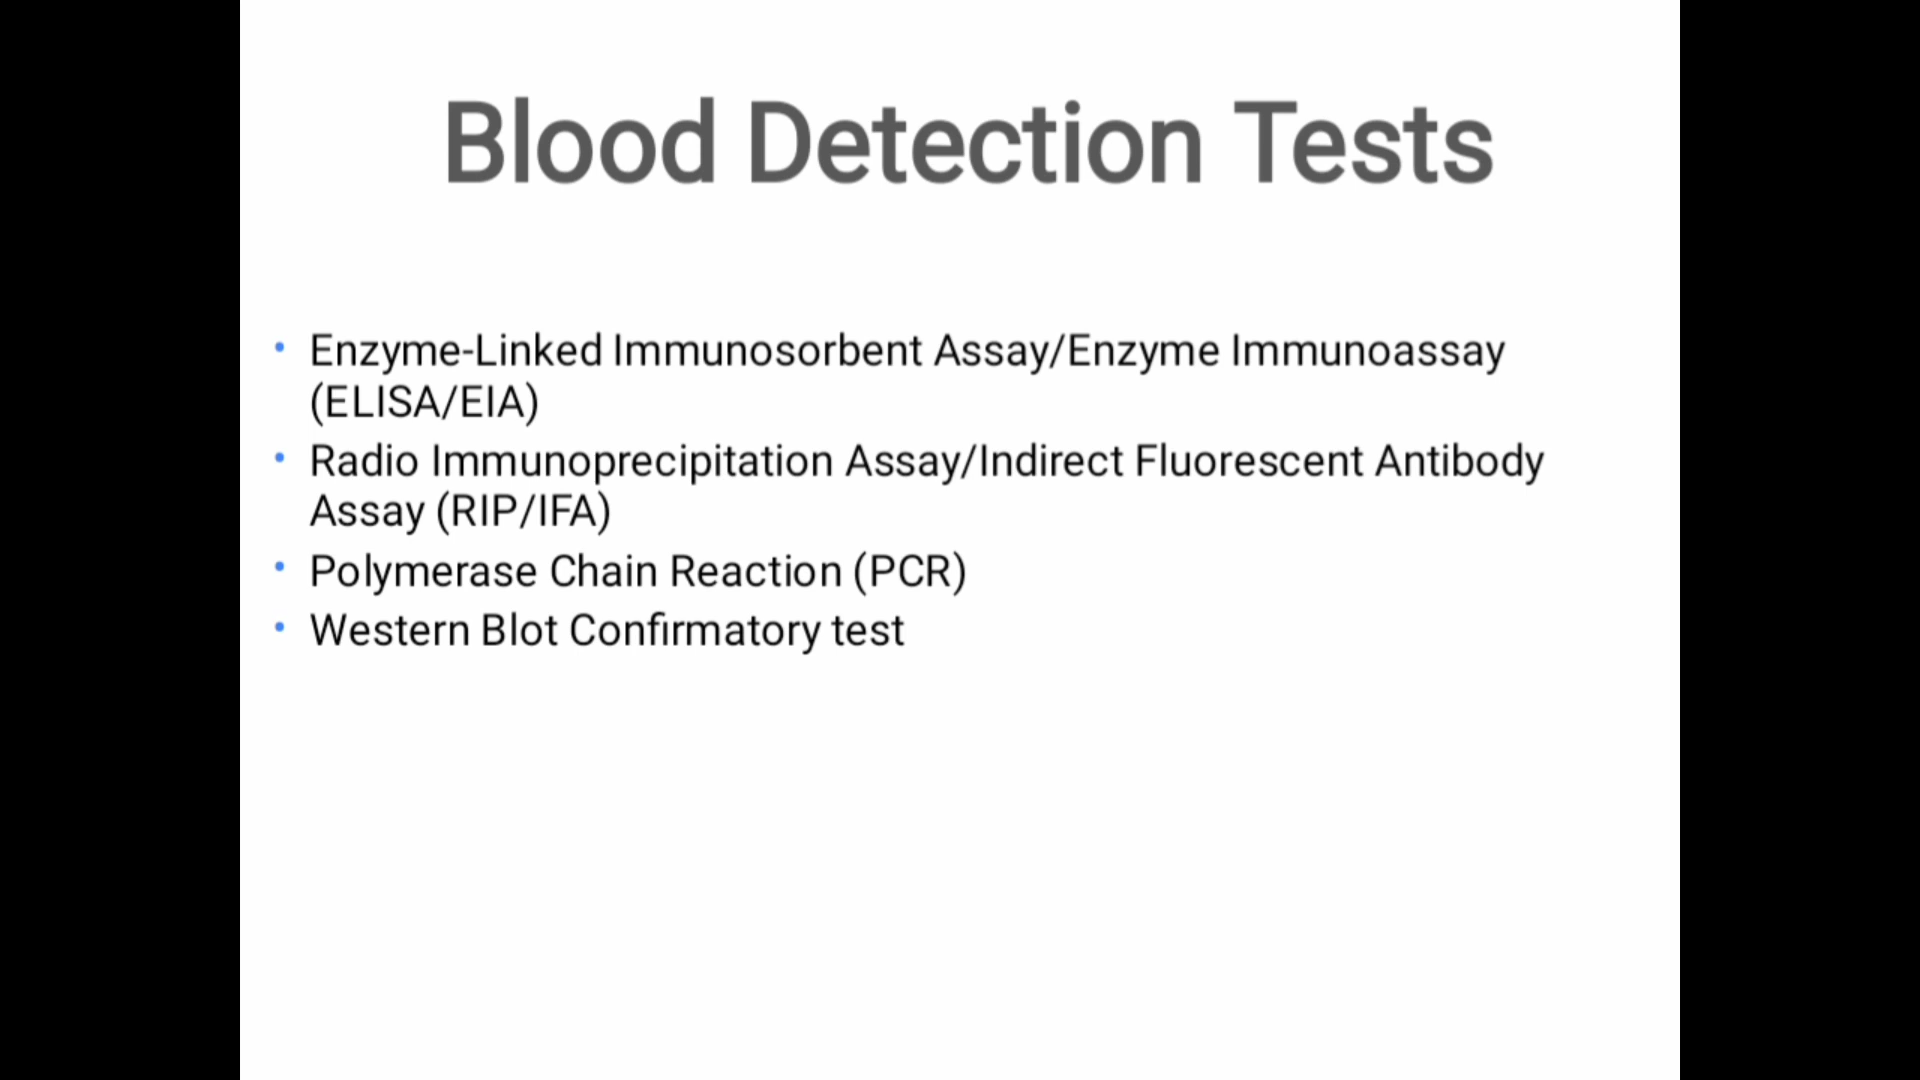 Blood Detection Tests
• Enzyme-Linked Immunosorbent Assay/Enzyme Immunoassay
(ELISA/EIA)
• Radio Immunoprecipitation Assay/Indirect Fluorescent Antibody
Assay (RIP/IFA)
• Polymerase Chain Reaction (PCR)
• Western Blot Confirmatory test